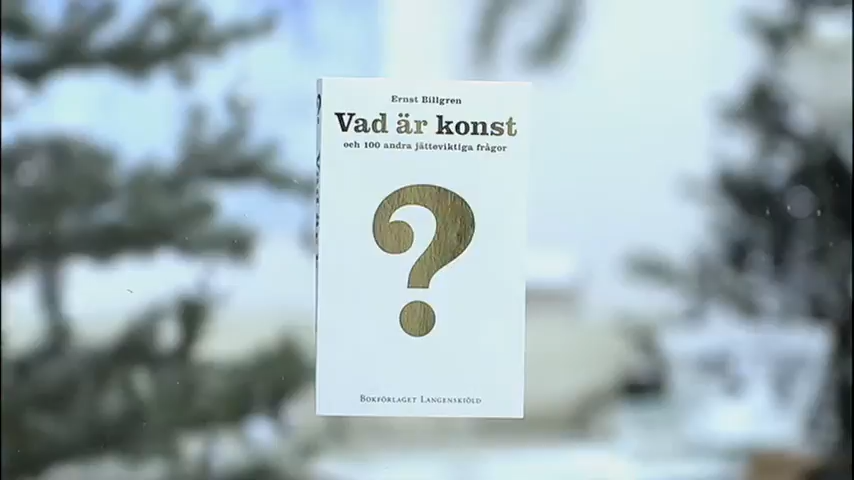 Ernst Billgren
Vad är konst
och 100 andra jätteviktiga frågor
?
Bokförlaget Langenskiöld